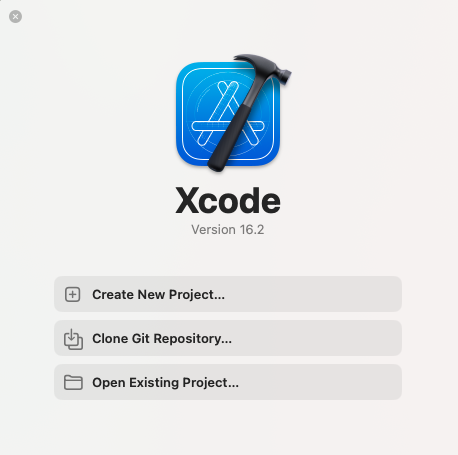 Xcode
Version 16.2
Create New Project...
Clone Git Repository...
Open Existing Project...